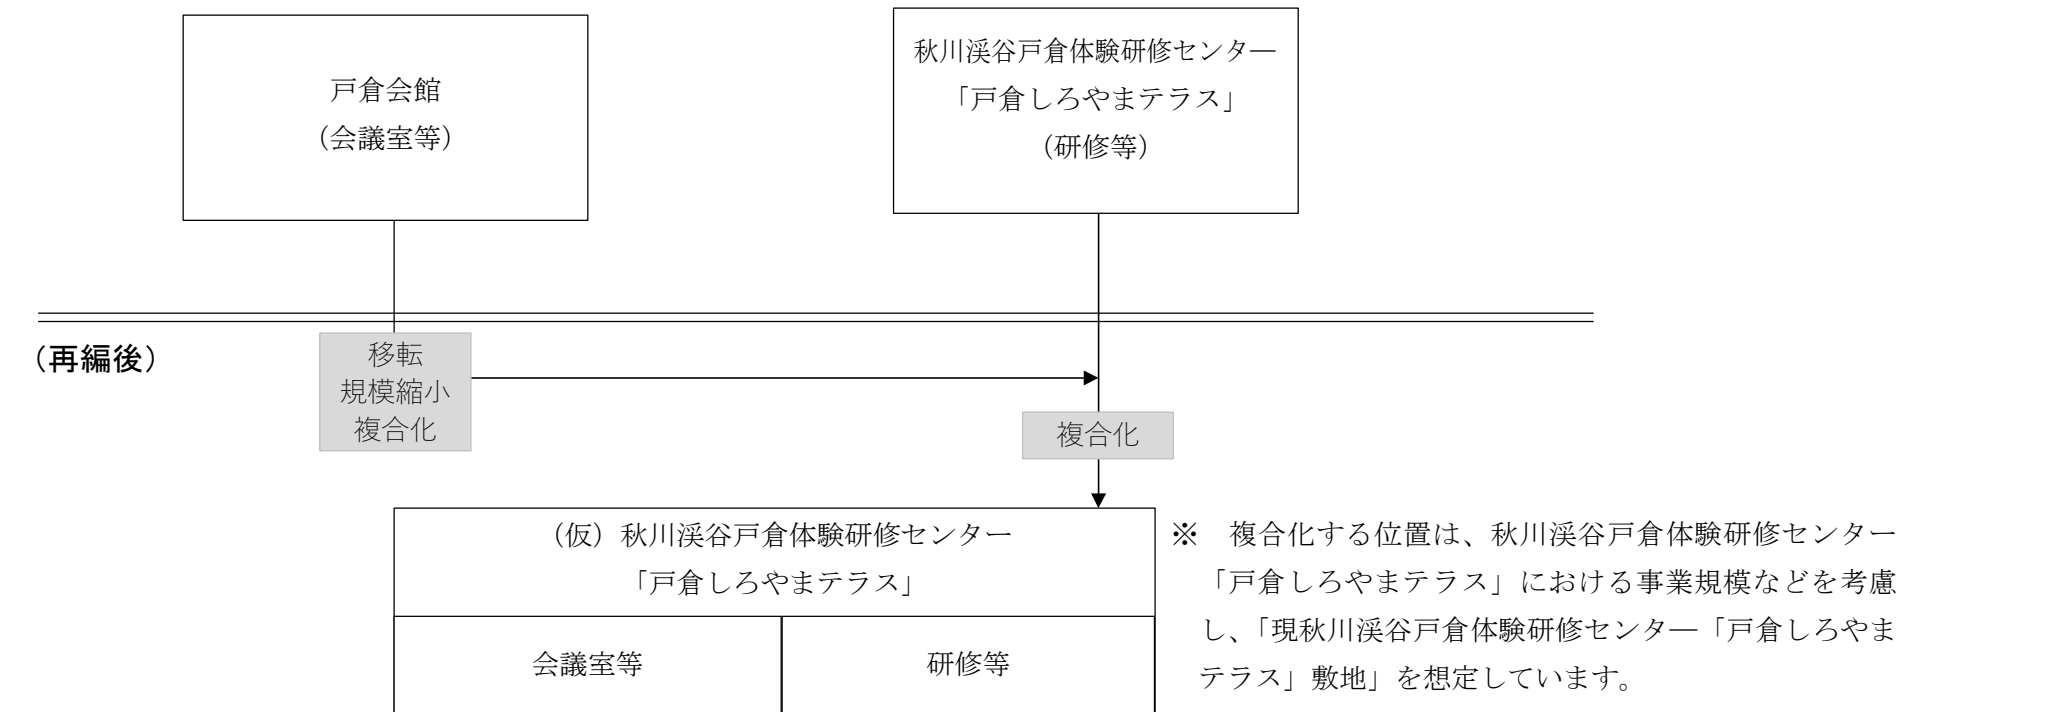 戸倉会館
（会議室等）
秋川渓谷戸倉体験研修センター
「戸倉しろやまテラス」
（研修等）
（再編後）
移転
規模縮小
複合化
複合化
（仮）秋川渓谷戸倉体験研修センター
「戸倉しろやまテラス」
会議室等
研修等
※　複合化する位置は、秋川渓谷戸倉体験研修センター
「戸倉しろやまテラス」における事業規模などを考慮
し、「現秋川渓谷戸倉体験研修センター「戸倉しろやま
テラス」敷地」を想定しています。